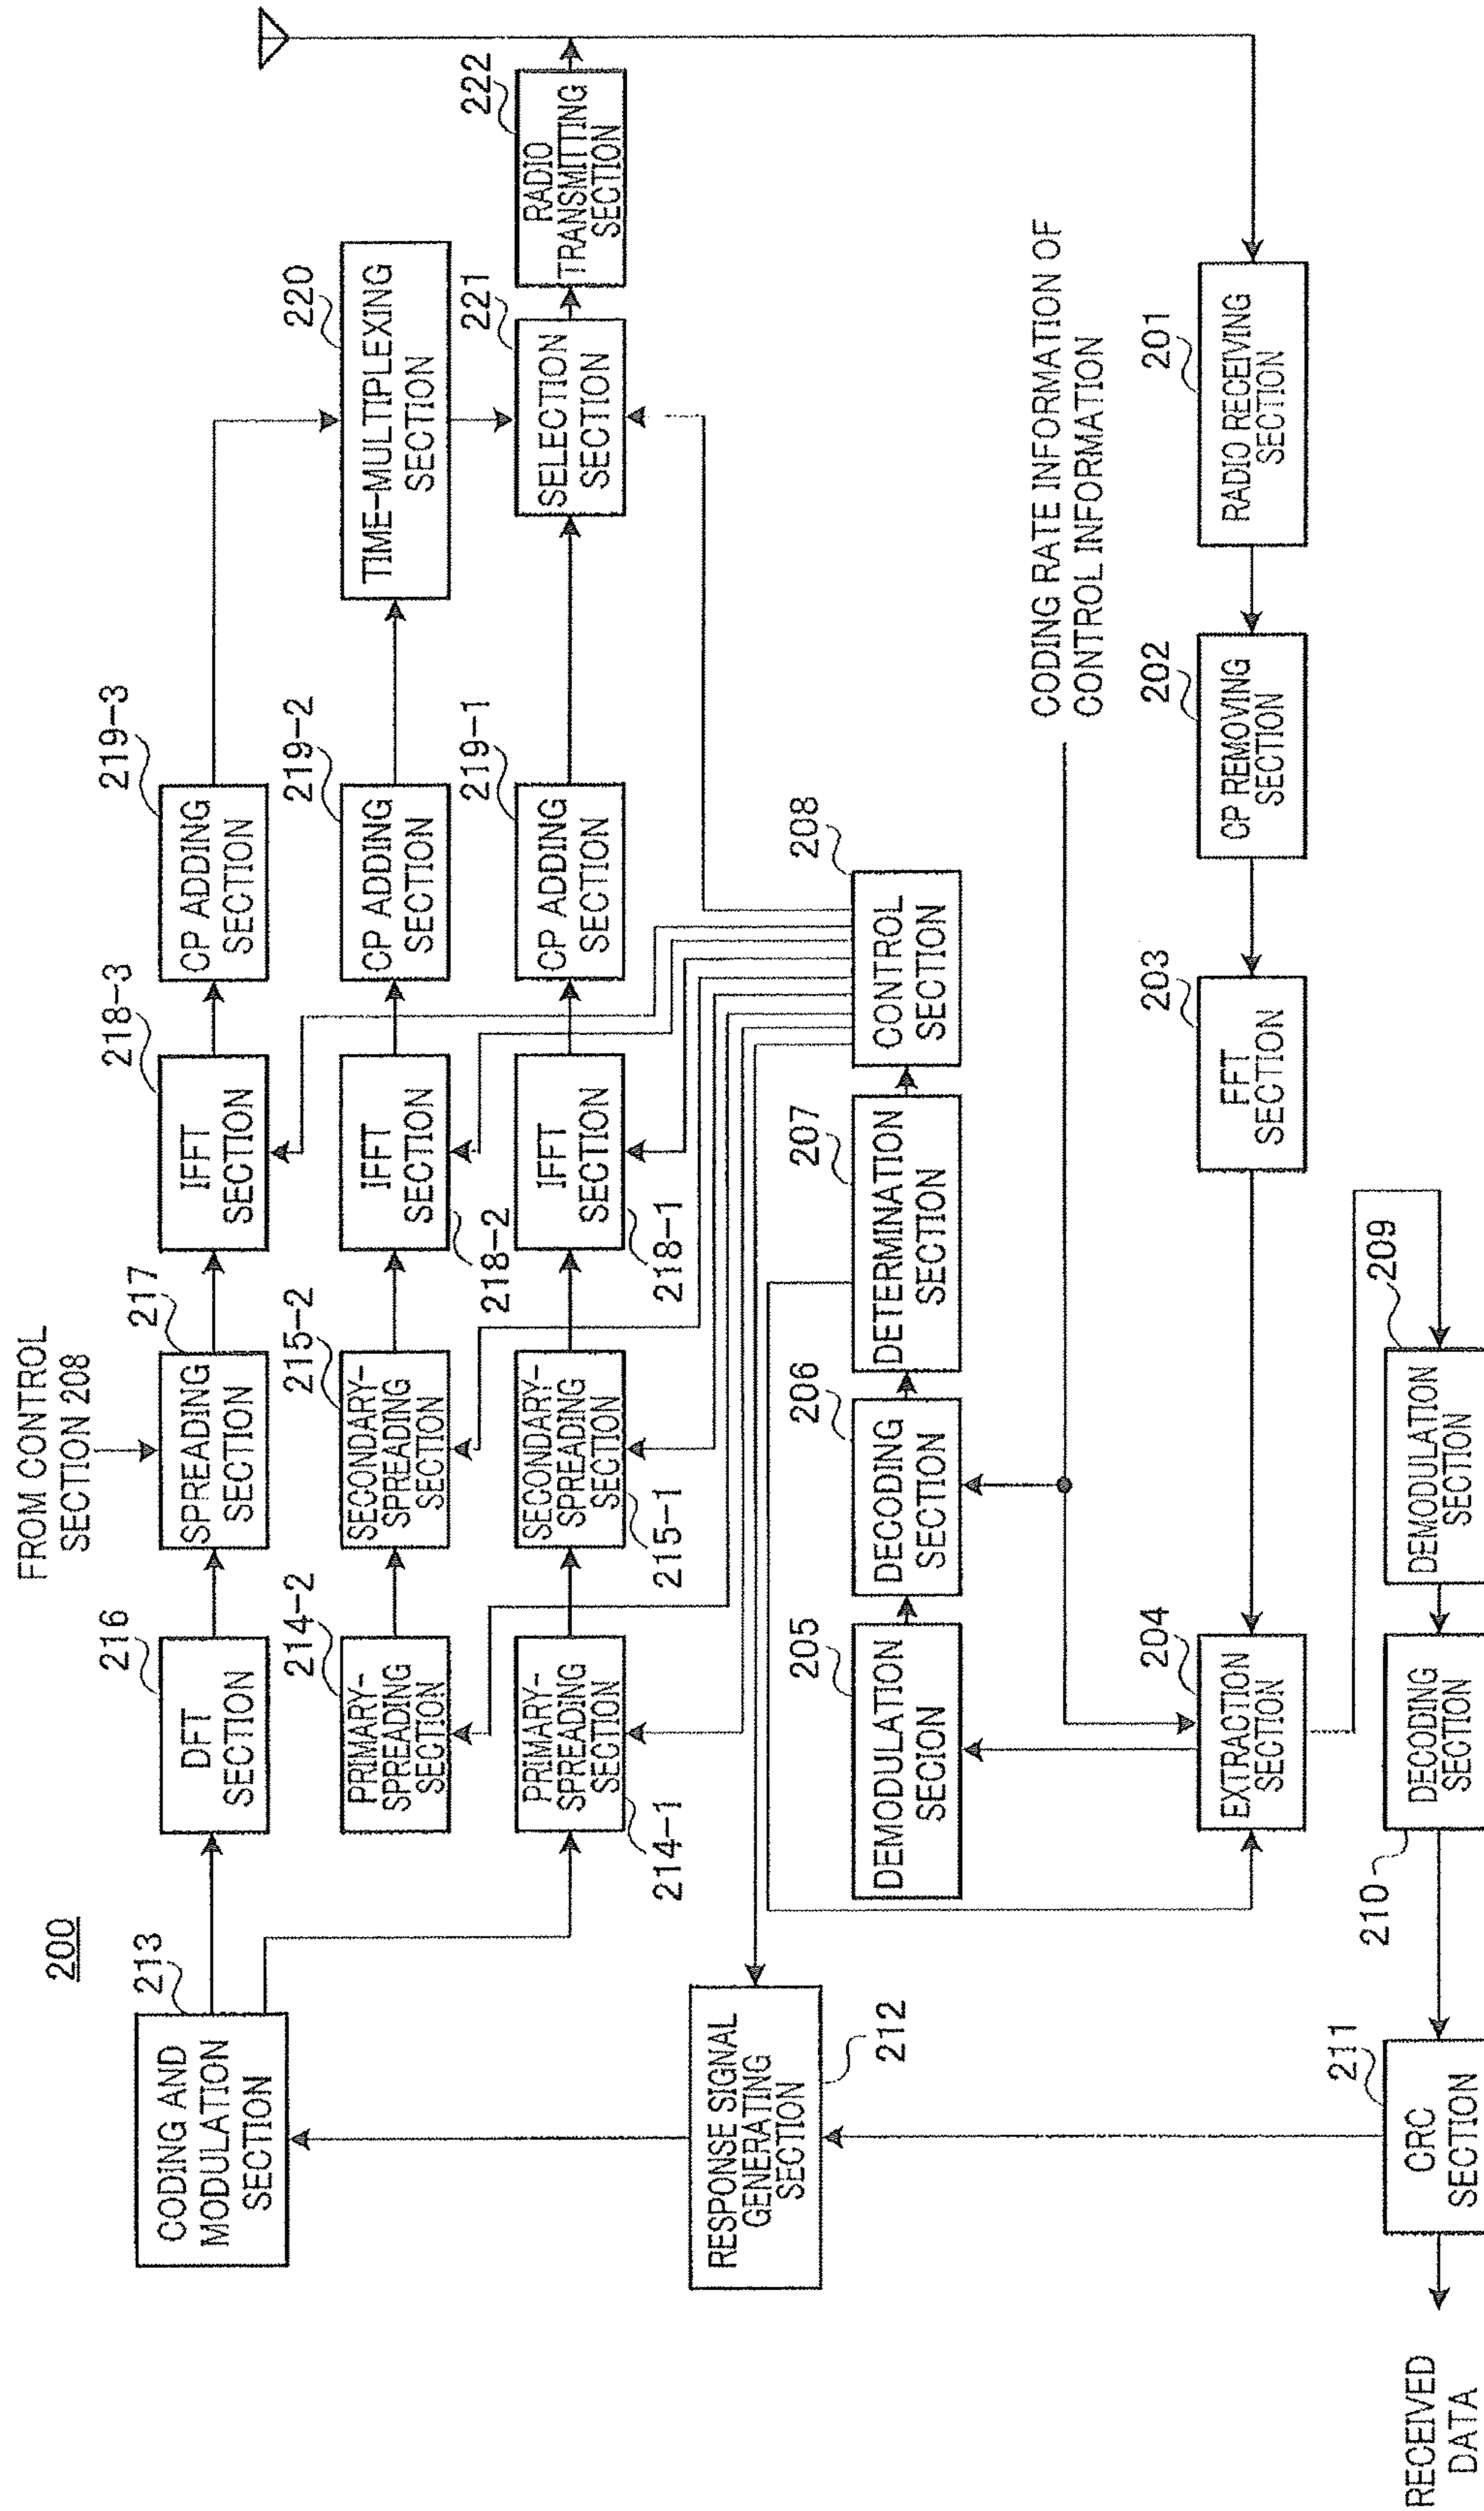 200
FROM CONTROL
SECTION 208
213
CODING AND
MODULATION
SECTION
216
DFT
SECTION
217
SPREADING
SECTION
218-3
IFFT
SECTION
219-3
CP ADDING
SECTION
214-2
PRIMARY-
SPREADING
SECTION
215-2
SECONDARY-
SPREADING
SECTION
218-2
IFFT
SECTION
219-2
CP ADDING
SECTION
220
TIME-MULTIPLEXING
SECTION
214-1
PRIMARY-
SPREADING
SECTION
215-1
SECONDARY-
SPREADING
SECTION
218-1
IFFT
SECTION
219-1
CP ADDING
SECTION
221
SELECTION
SECTION
222
RADIO
TRANSMITTING
SECTION
212
RESPONSE SIGNAL
GENERATING
SECTION
205
DEMODULATION
SECION
206
DECODING
SECTION
207
DETERMINATION
SECTION
208
CONTROL
SECTION
CODING RATE INFORMATION OF
CONTROL INFORMATION
204
EXTRACTION
SECTION
203
FFT
SECTION
202
CP REMOVING
SECTION
201
RADIO RECEIVING
SECTION
RECEIVED
DATA
211
CRC
SECTION
210
DECODING
SECTION
209
DEMODULATION
SECTION